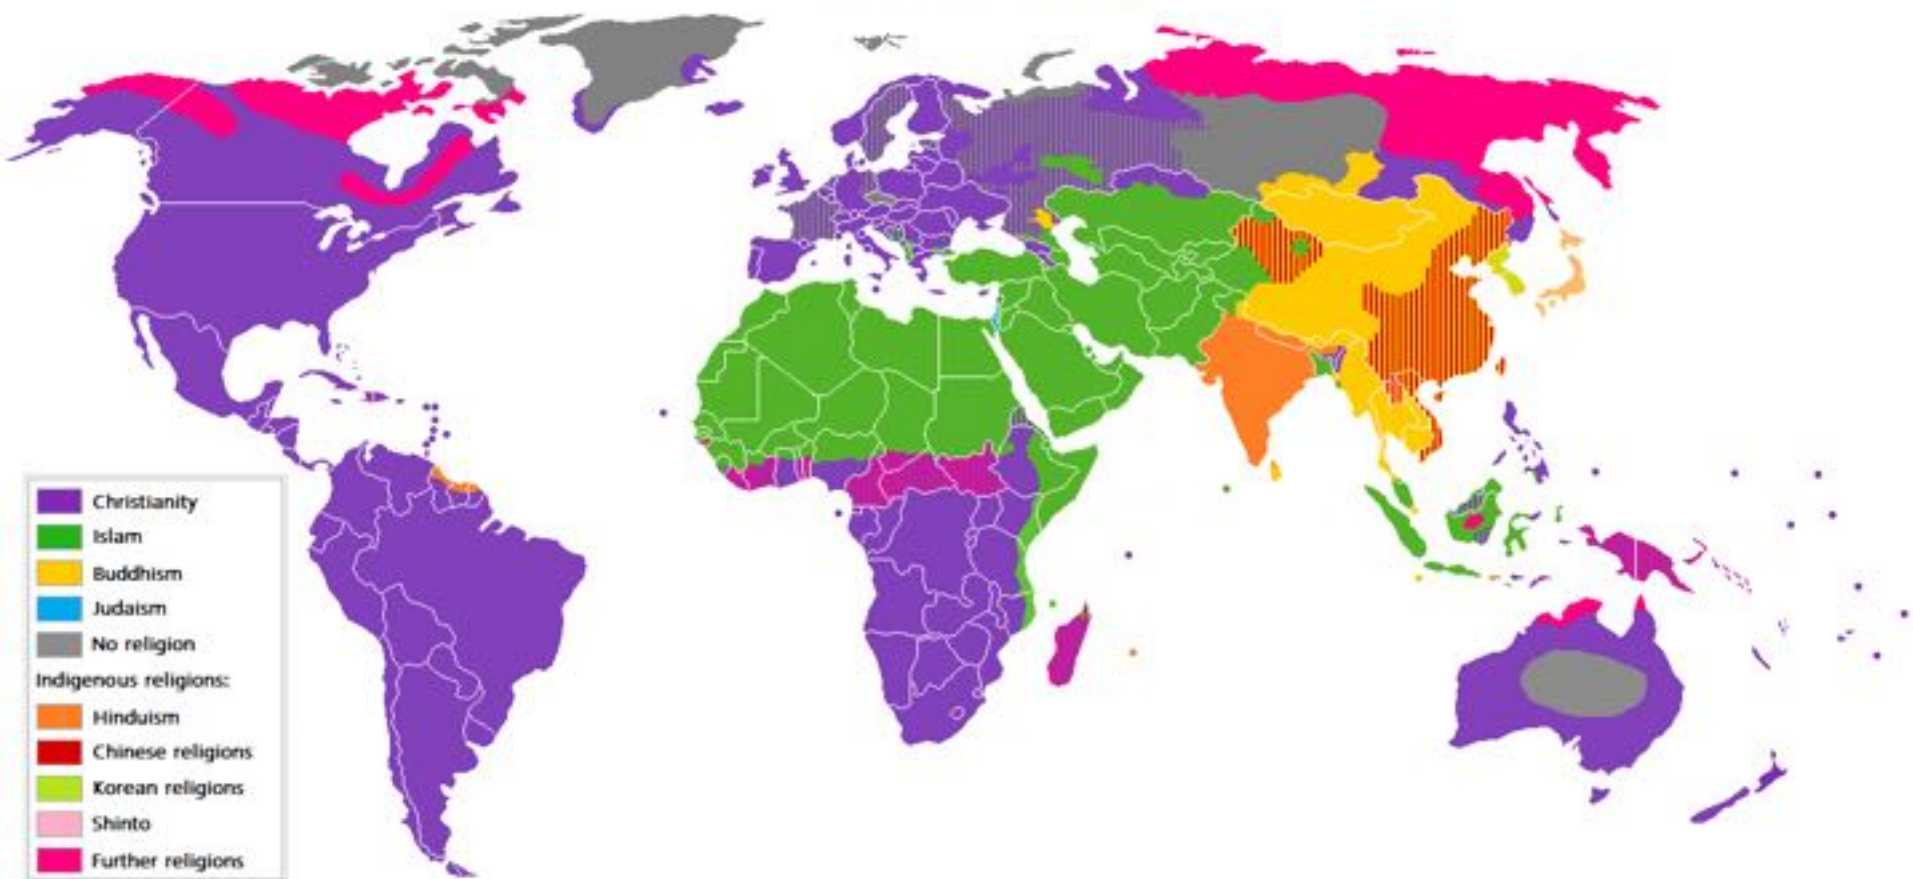 Christianity
Islam
Buddhism
Judaism
No religion
Indigenous religions:
Hinduism
Chinese religions
Korean religions
Shinto
Further religions